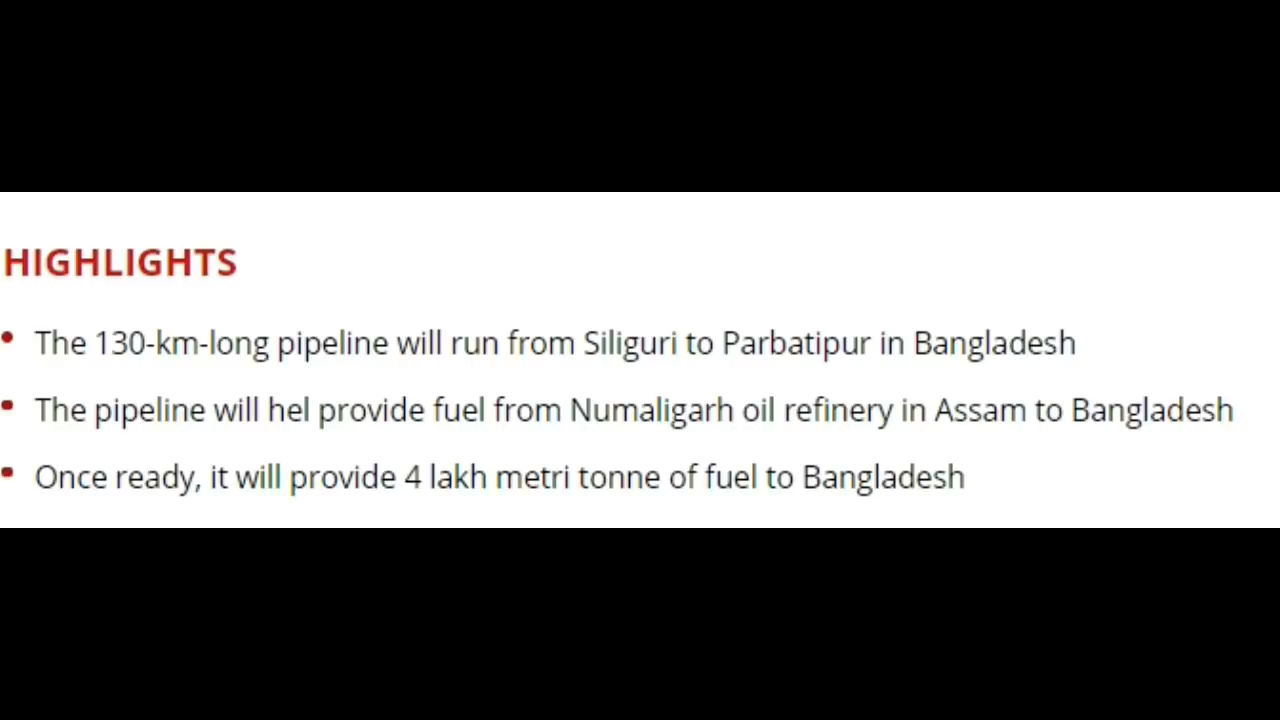 HIGHLIGHTS
• The 130-km-long pipeline will run from Siliguri to Parbatipur in Bangladesh
• The pipeline will hel provide fuel from Numaligarh oil refinery in Assam to Bangladesh
• Once ready, it will provide 4 lakh metri tonne of fuel to Bangladesh